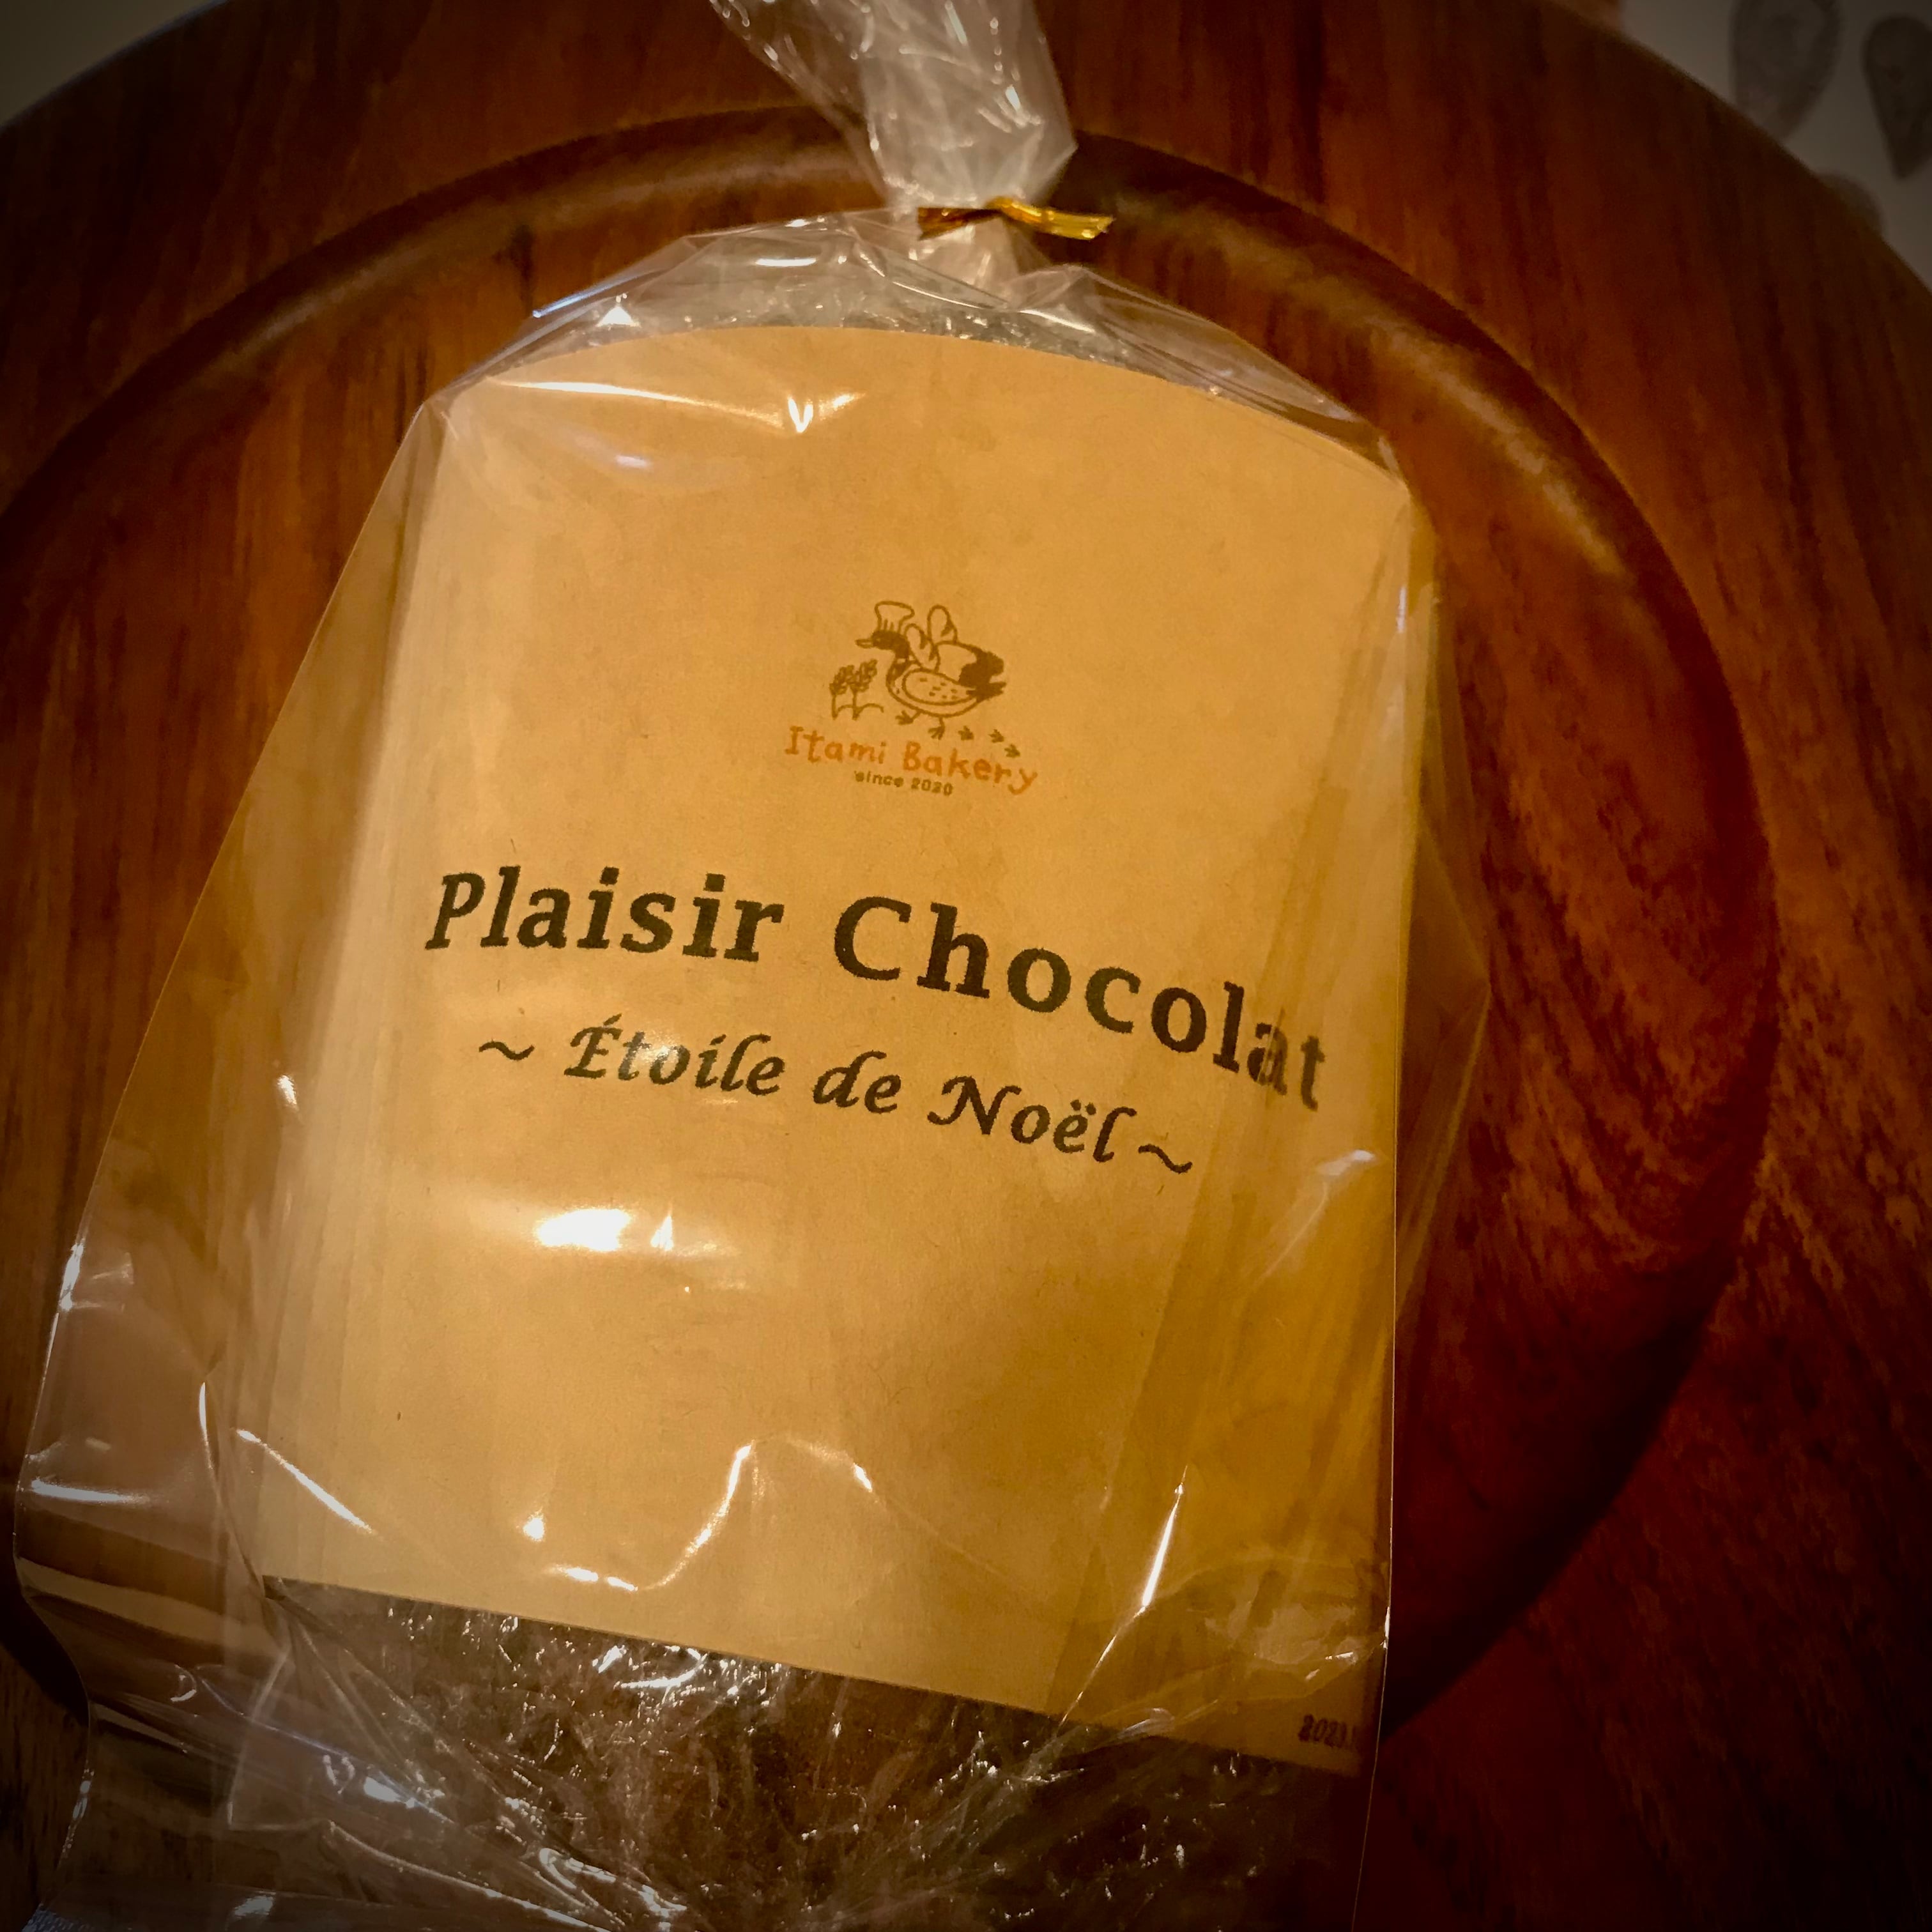 Itami Bakery
since 2020
Plaisir Chocolat
~ Étoile de Noël ~